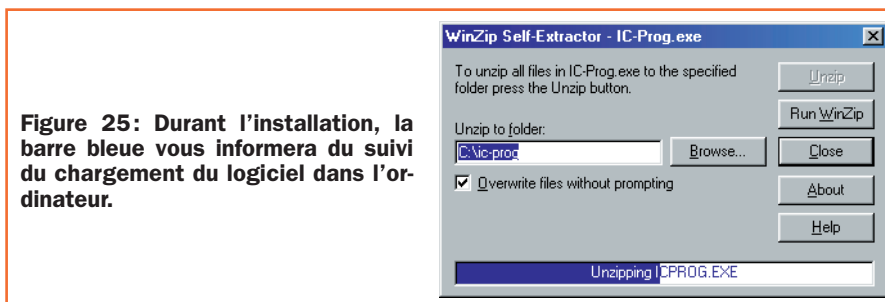 Figure 25: Durant l'installation, la
barre bleue vous informera du suivi
du chargement du logiciel dans l'or-
dinateur.
WinZip Self-Extractor - IC-Prog.exe
To unzip all files in IC-Prog.exe to the specified
folder press the Unzip button.
Unzip to folder:
C:\ic-prog
Browse...
Overwrite files without prompting
Unzip
Run WinZip
Close
About
Help
Unzipping ICPROG.EXE